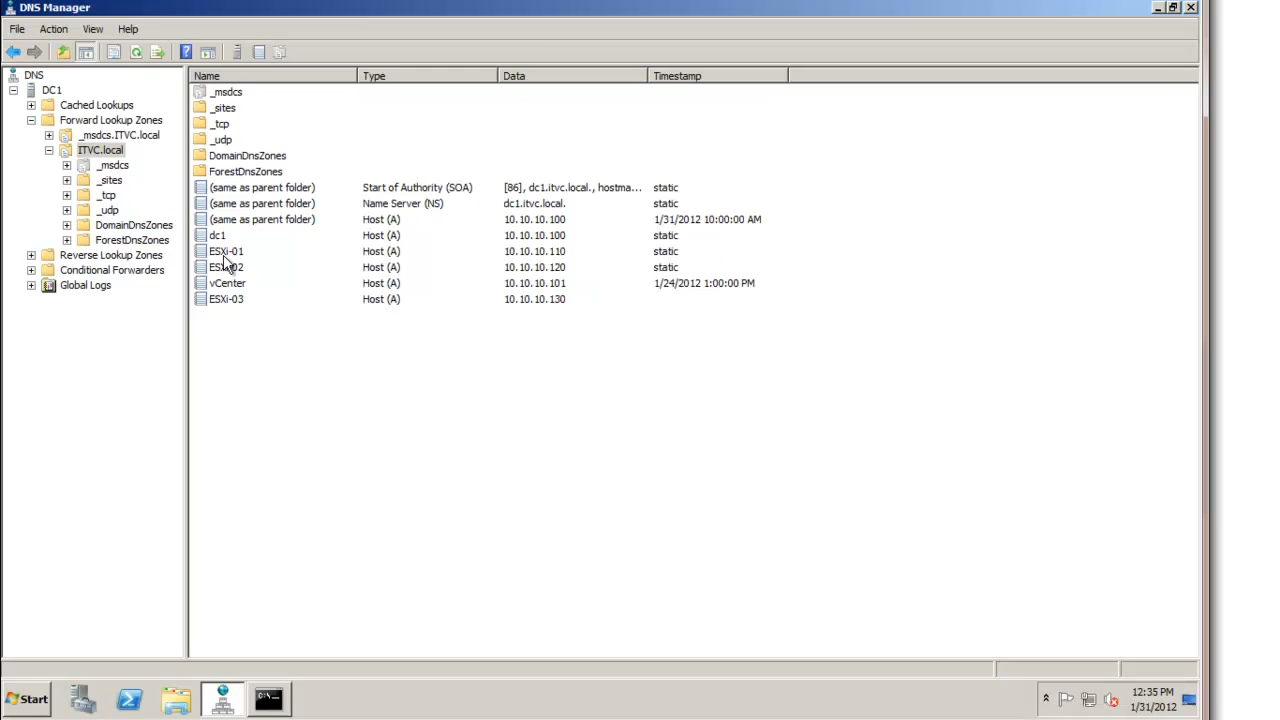 DNS Manager
File Action View Help
DNS
DC1
Cached Lookups
Forward Lookup Zones
_msdcs.ITVC.local
ITVC.local
_msdcs
_sites
_tcp
_udp
DomainDnsZones
ForestDnsZones
Reverse Lookup Zones
Conditional Forwarders
Global Logs
Name Type Data Timestamp
_msdcs
_sites
_tcp
_udp
DomainDnsZones
ForestDnsZones
(same as parent folder) Start of Authority (SOA) [86], dc1.itvc.local., hostma... static
(same as parent folder) Name Server (NS) dc1.itvc.local. static
(same as parent folder) Host (A) 10.10.10.100 1/31/2012 10:00:00 AM
dc1 Host (A) 10.10.10.100 static
ESXi-01 Host (A) 10.10.10.110 static
ESXi-02 Host (A) 10.10.10.120 static
vCenter Host (A) 10.10.10.101 1/24/2012 1:00:00 PM
ESXi-03 Host (A) 10.10.10.130
Start
12:35 PM
1/31/2012